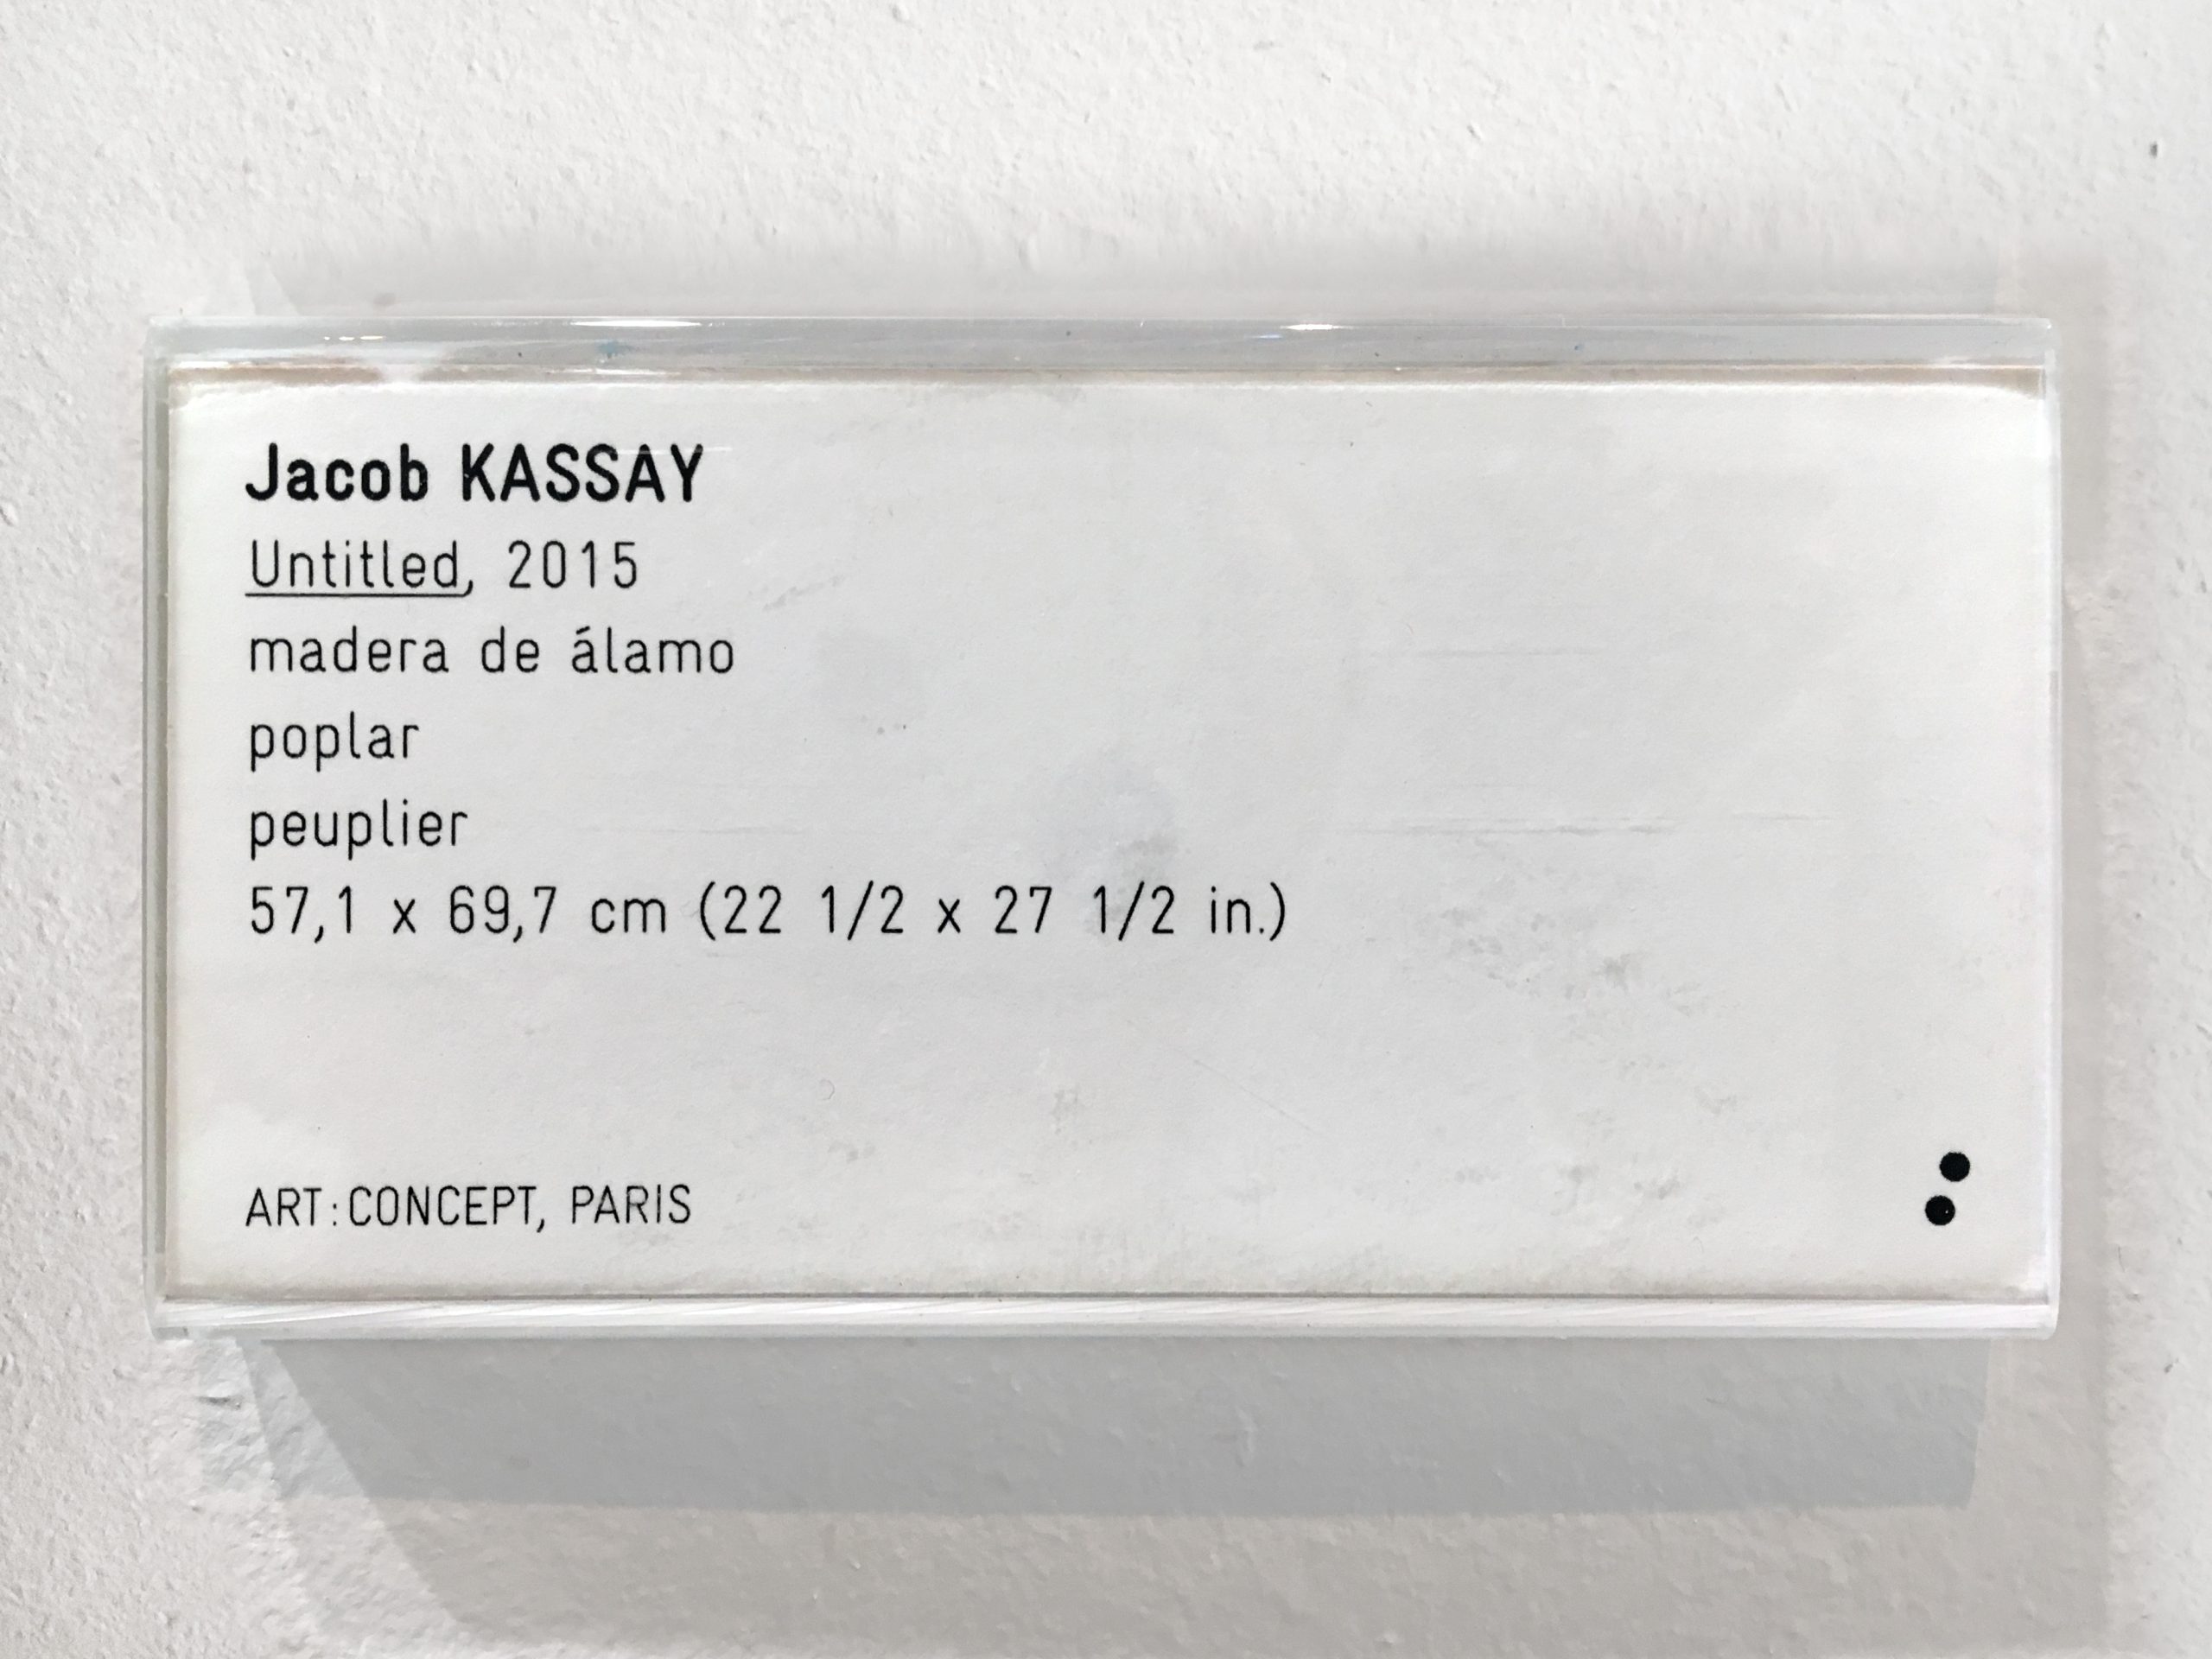 Jacob KASSAY
Untitled, 2015
madera de álamo
poplar
peuplier
57,1 x 69,7 cm (22 1/2 x 27 1/2 in.)
ART:CONCEPT, PARIS